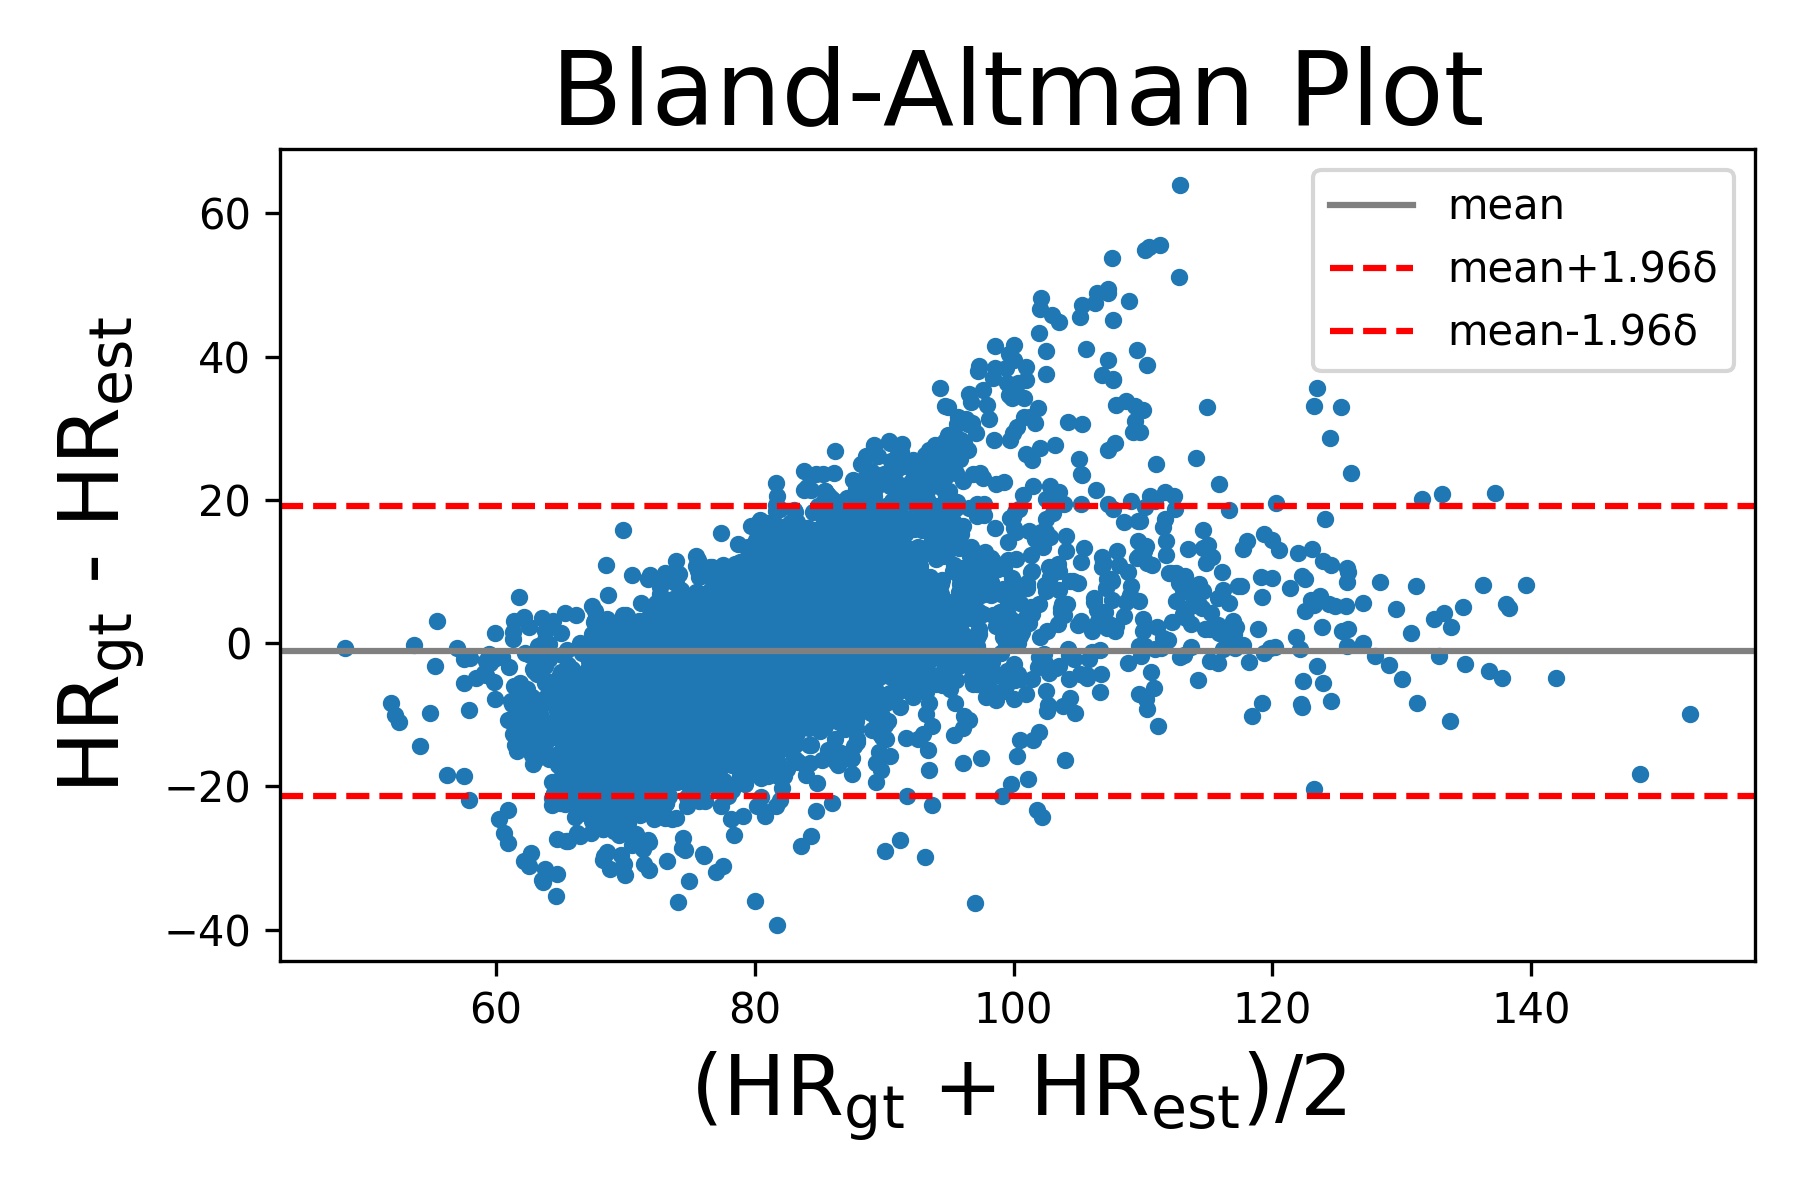 Bland-Altman Plot
HRgt - HRest
60
40
20
0
−20
−40
mean
mean+1.96δ
mean-1.96δ
60 80 100 120 140
(HRgt + HRest)/2